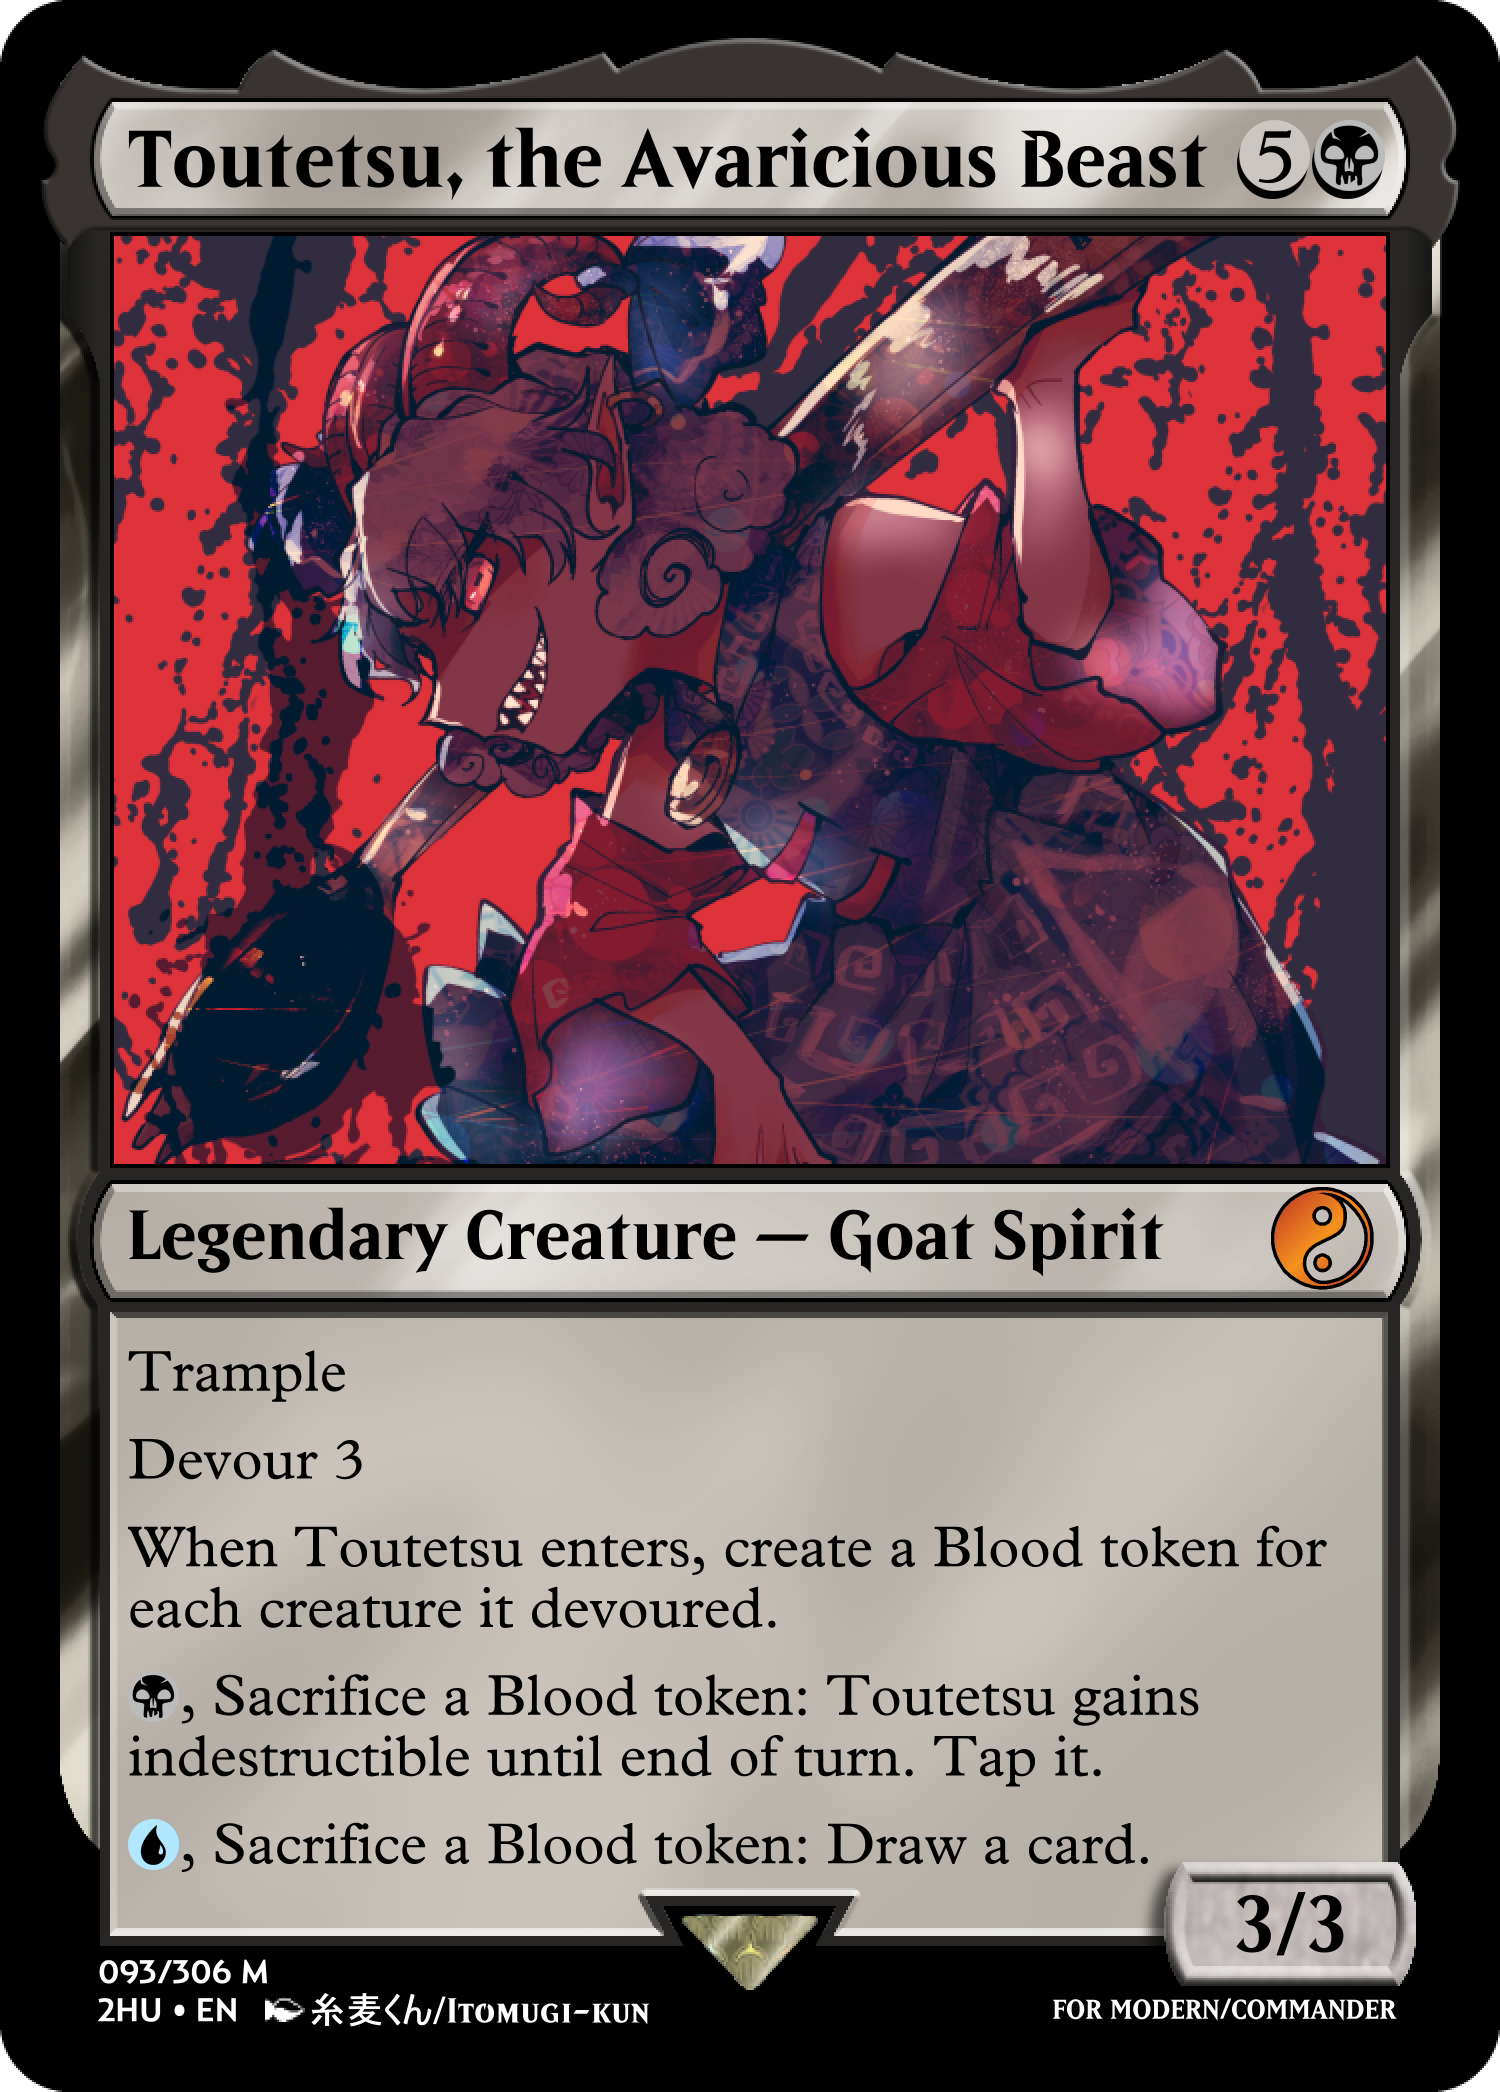 Toutetsu, the Avaricious Beast 5
Legendary Creature — Goat Spirit
Trample
Devour 3
When Toutetsu enters, create a Blood token for
each creature it devoured.
, Sacrifice a Blood token: Toutetsu gains
indestructible until end of turn. Tap it.
, Sacrifice a Blood token: Draw a card.
3/3
093/306 M
2HU • EN 糸麦くん/Itomugi-kun
FOR MODERN/COMMANDER